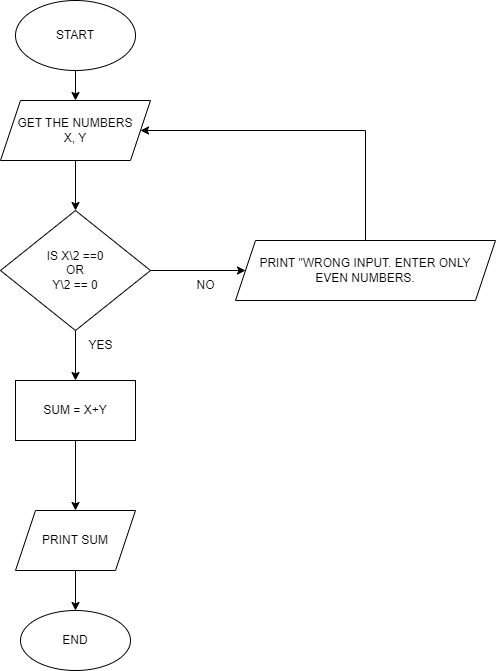 START
GET THE NUMBERS
X, Y
IS X\2 ==0
OR
Y\2 == 0
NO
PRINT "WRONG INPUT. ENTER ONLY
EVEN NUMBERS.
YES
SUM = X+Y
PRINT SUM
END